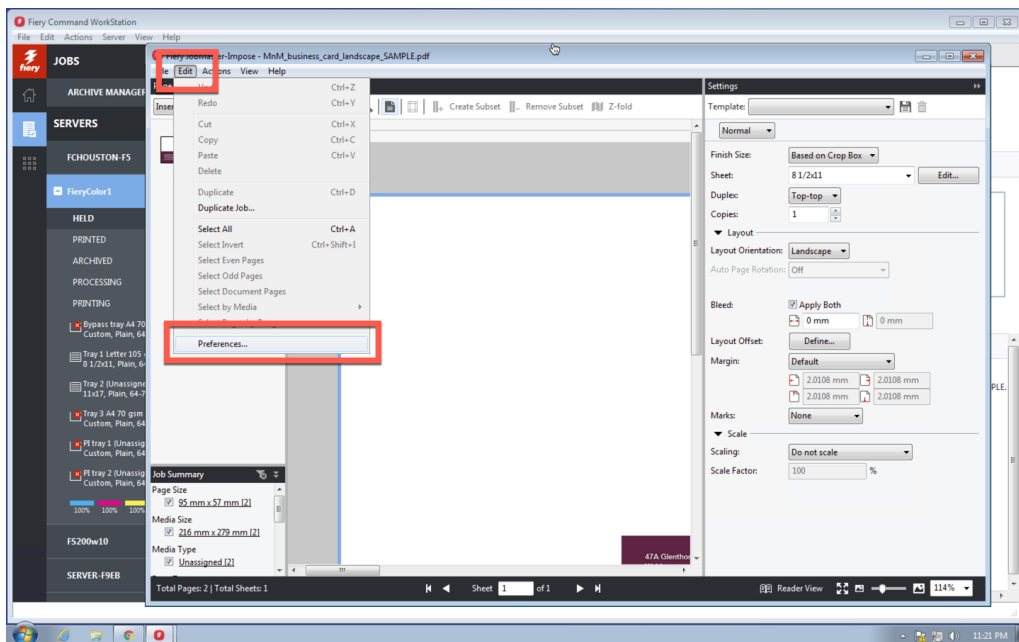 Fiery Command WorkStation
File Edit Actions Server View Help
fiery
JOBS
ARCHIVE MANAGER
SERVERS
FCHOUSTON-F5
FieryColor1
HELD
PRINTED
ARCHIVED
PROCESSING
PRINTING
Bypass tray A4 70
Custom, Plain, 64
Tray 1 Letter 105
8 1/2x11, Plain, 6
Tray 2 (Unassigne
11x17, Plain, 64-7
Tray 3 A4 70 gsm
Custom, Plain, 64
PI tray 1 (Unassig
Custom, Plain, 64
PI tray 2 (Unassig
Custom, Plain, 64
100% 100% 100%
FS200w10
SERVER-F9EB
Fiery JobMaster-Impose - MnM_business_card_landscape_SAMPLE.pdf
Edit Actions View Help
Redo Ctrl+Y
Ctrl+Z
Cut Ctrl+X
Copy Ctrl+C
Paste Ctrl+V
Delete
Duplicate Ctrl+D
Duplicate Job...
Select All Ctrl+A
Select Invert Ctrl+Shift+I
Select Even Pages
Select Odd Pages
Select Document Pages
Select by Media
Preferences...
Create Subset Remove Subset Z-fold
Job Summary
Page Size
95 mm x 57 mm [2]
Media Size
216 mm x 279 mm [2]
Media Type
Unassigned [2]
47A Glenthor
Total Pages: 2 | Total Sheets: 1
Sheet 1 of 1
Reader View 114%
Settings
Template:
Normal
Finish Size: Based on Crop Box
Sheet: 8 1/2x11 Edit...
Duplex: Top-top
Copies: 1
Layout
Layout Orientation: Landscape
Auto Page Rotation: Off
Bleed: Apply Both
0 mm 0 mm
Layout Offset: Define...
Margin: Default
2.0108 mm 2.0108 mm
2.0108 mm 2.0108 mm
Marks: None
Scale
Scaling: Do not scale
Scale Factor: 100 %
PLE.
11:21 PM